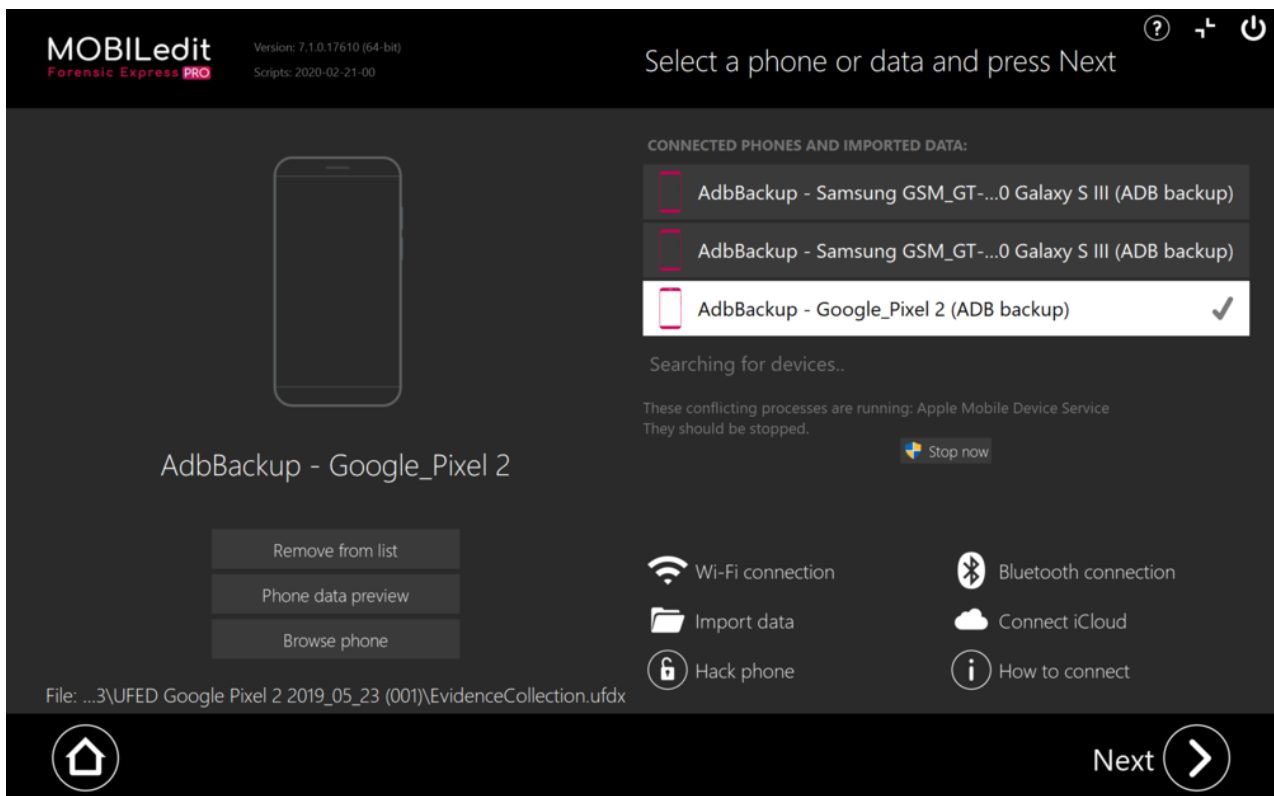 MOBILedit
Forensic Express PRO
Version: 7.1.0.17610 (64-bit)
Scripts: 2020-02-21-00
Select a phone or data and press Next
?
CONNECTED PHONES AND IMPORTED DATA:
AdbBackup - Samsung GSM_GT-...0 Galaxy S III (ADB backup)
AdbBackup - Samsung GSM_GT-...0 Galaxy S III (ADB backup)
AdbBackup - Google_Pixel 2 (ADB backup)
Searching for devices..
These conflicting processes are running: Apple Mobile Device Service
They should be stopped.
Stop now
AdbBackup - Google_Pixel 2
Remove from list
Phone data preview
Browse phone
File: ...3\UFED Google Pixel 2 2019_05_23 (001)\EvidenceCollection.ufdx
Wi-Fi connection
Bluetooth connection
Import data
Connect iCloud
Hack phone
How to connect
Next